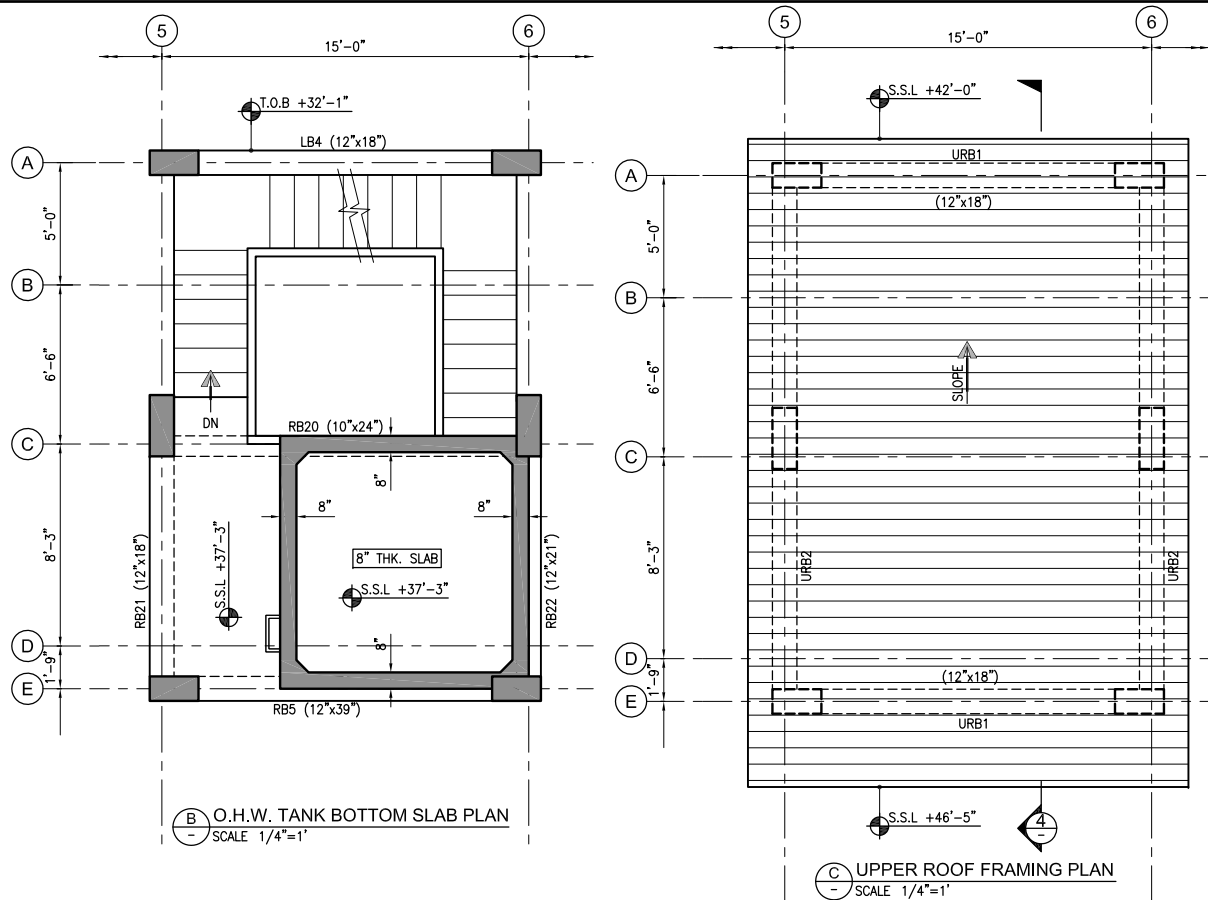 5
6
15'-0"
T.O.B +32'-1"
LB4 (12"x18")
A
5'-0"
B
6'-6"
DN
RB20 (10"x24")
C
8"
8"
8"
8'-3"
RB21 (12"x18")
S.S.L +37'-3"
8" THK. SLAB
S.S.L +37'-3"
RB22 (12"x21")
8"
D
1'-9"
E
RB5 (12"x39")
B
-
O.H.W. TANK BOTTOM SLAB PLAN
SCALE 1/4"=1'
5
6
15'-0"
S.S.L +42'-0"
URB1
A
(12"x18")
5'-0"
B
6'-6"
SLOPE
C
8'-3"
URB2
URB2
D
1'-9"
(12"x18")
E
URB1
S.S.L +46'-5"
4
-
C
-
UPPER ROOF FRAMING PLAN
SCALE 1/4"=1'